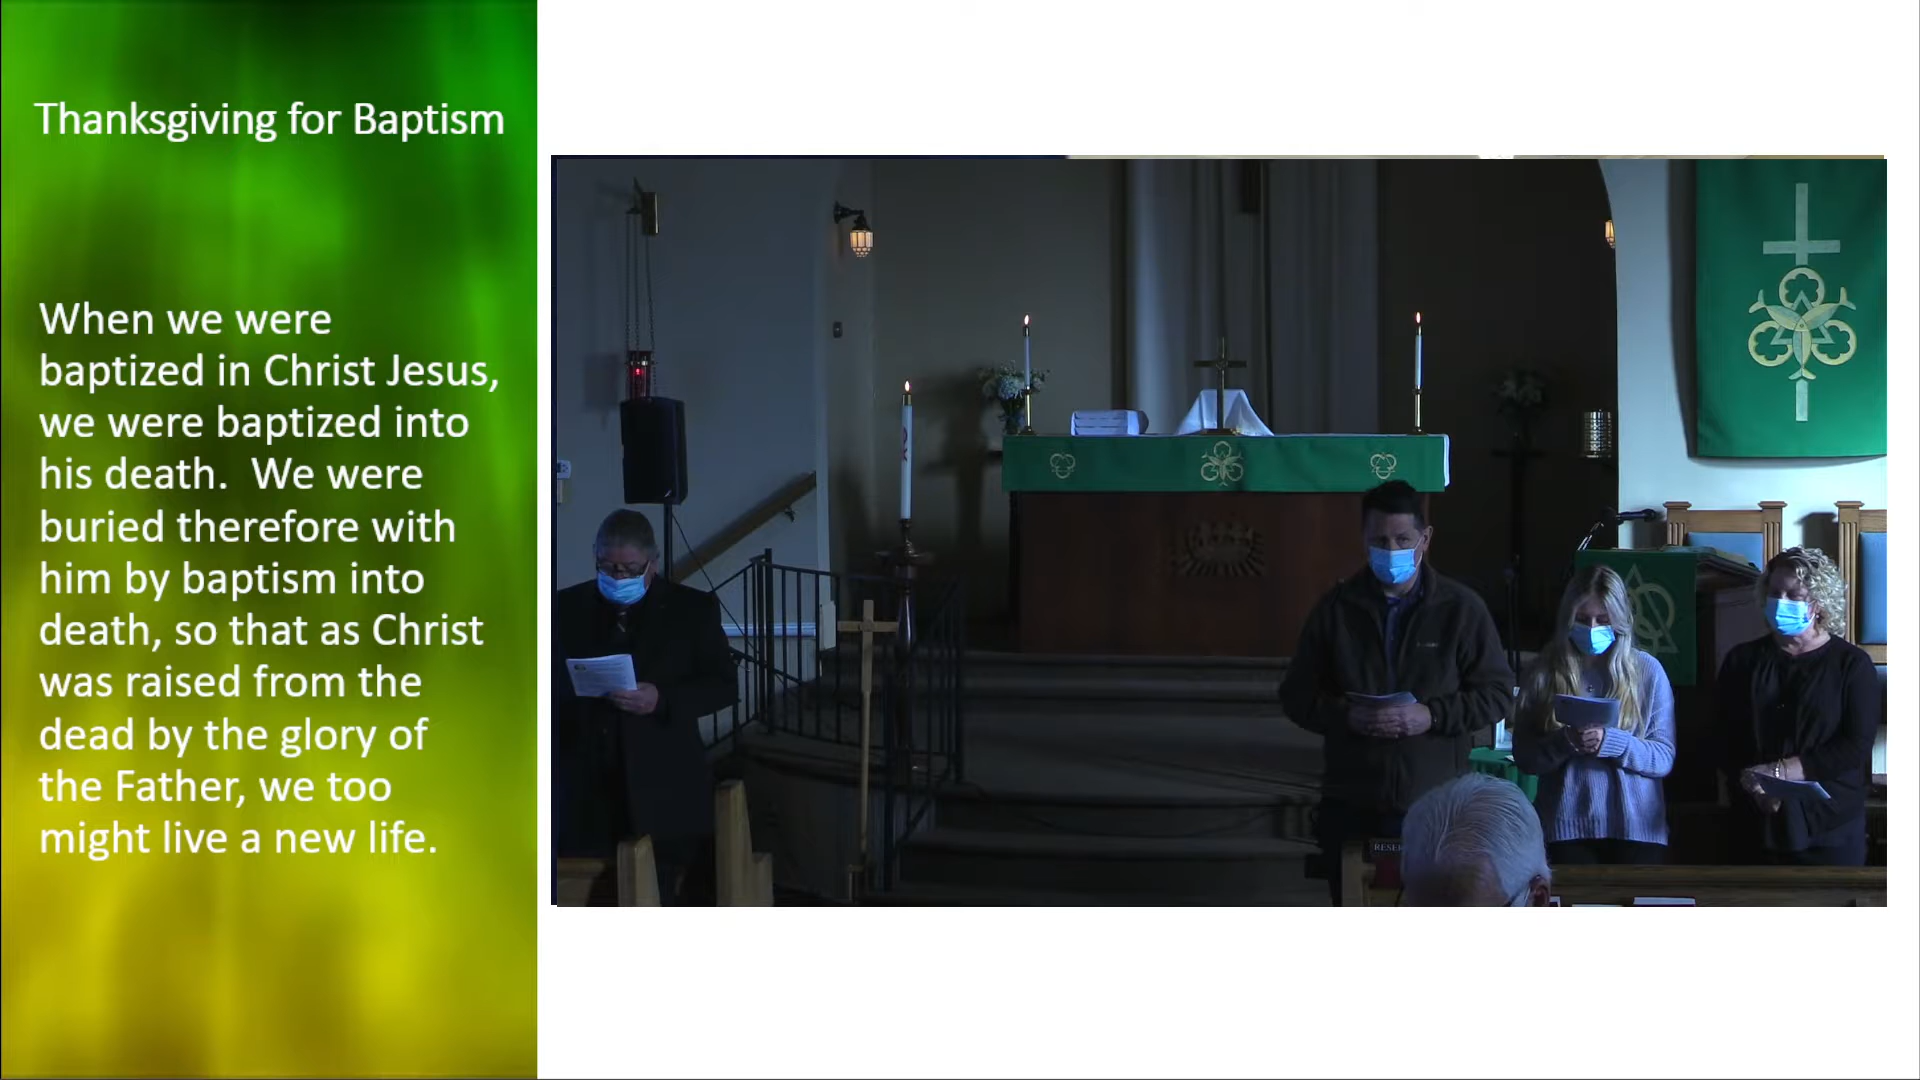 Thanksgiving for Baptism
When we were
baptized in Christ Jesus,
we were baptized into
his death.  We were
buried therefore with
him by baptism into
death, so that as Christ
was raised from the
dead by the glory of
the Father, we too
might live a new life.